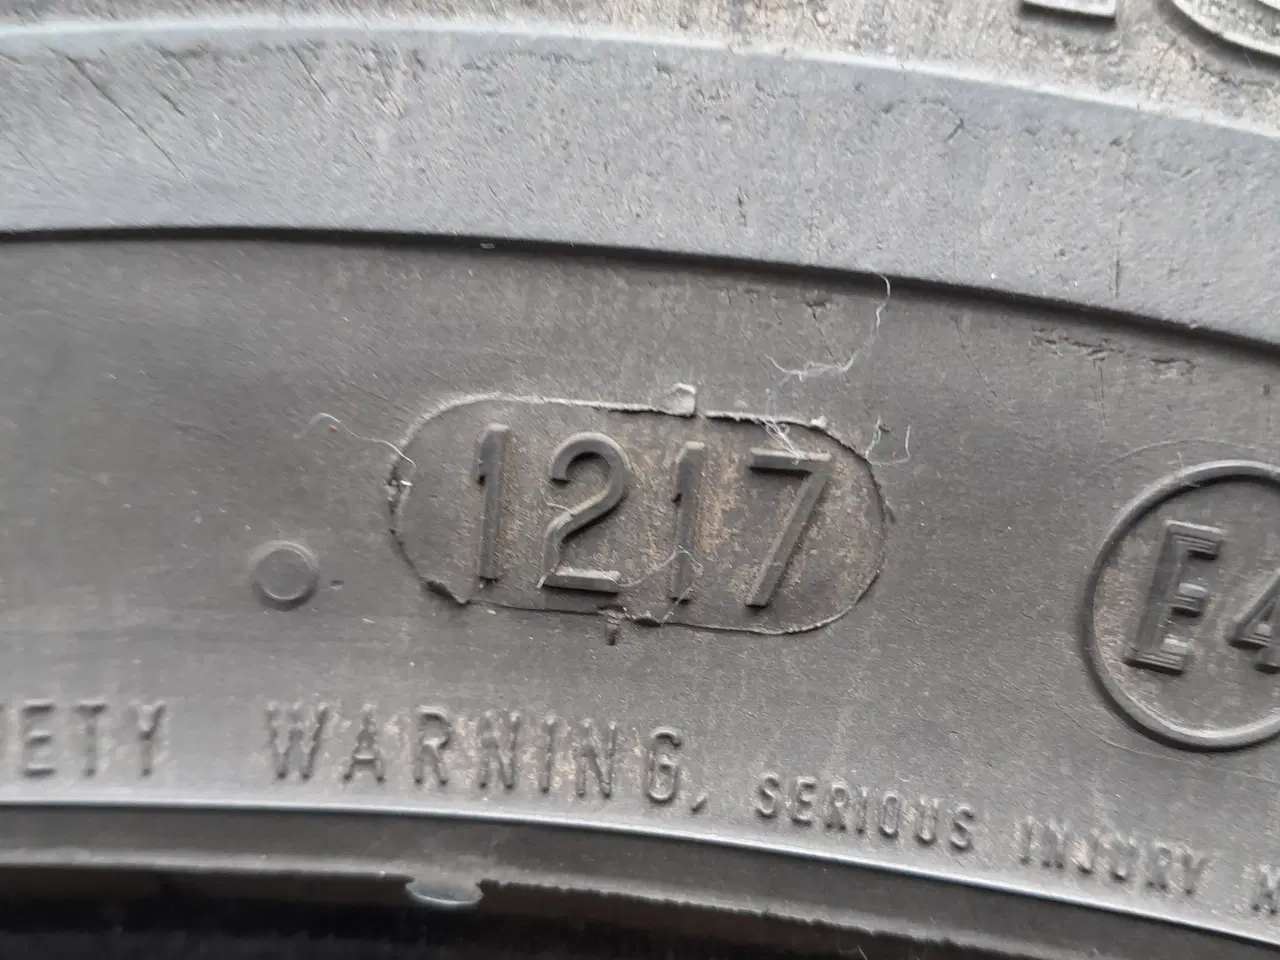 1217
E4
WARNING, SERIOUS INJURY